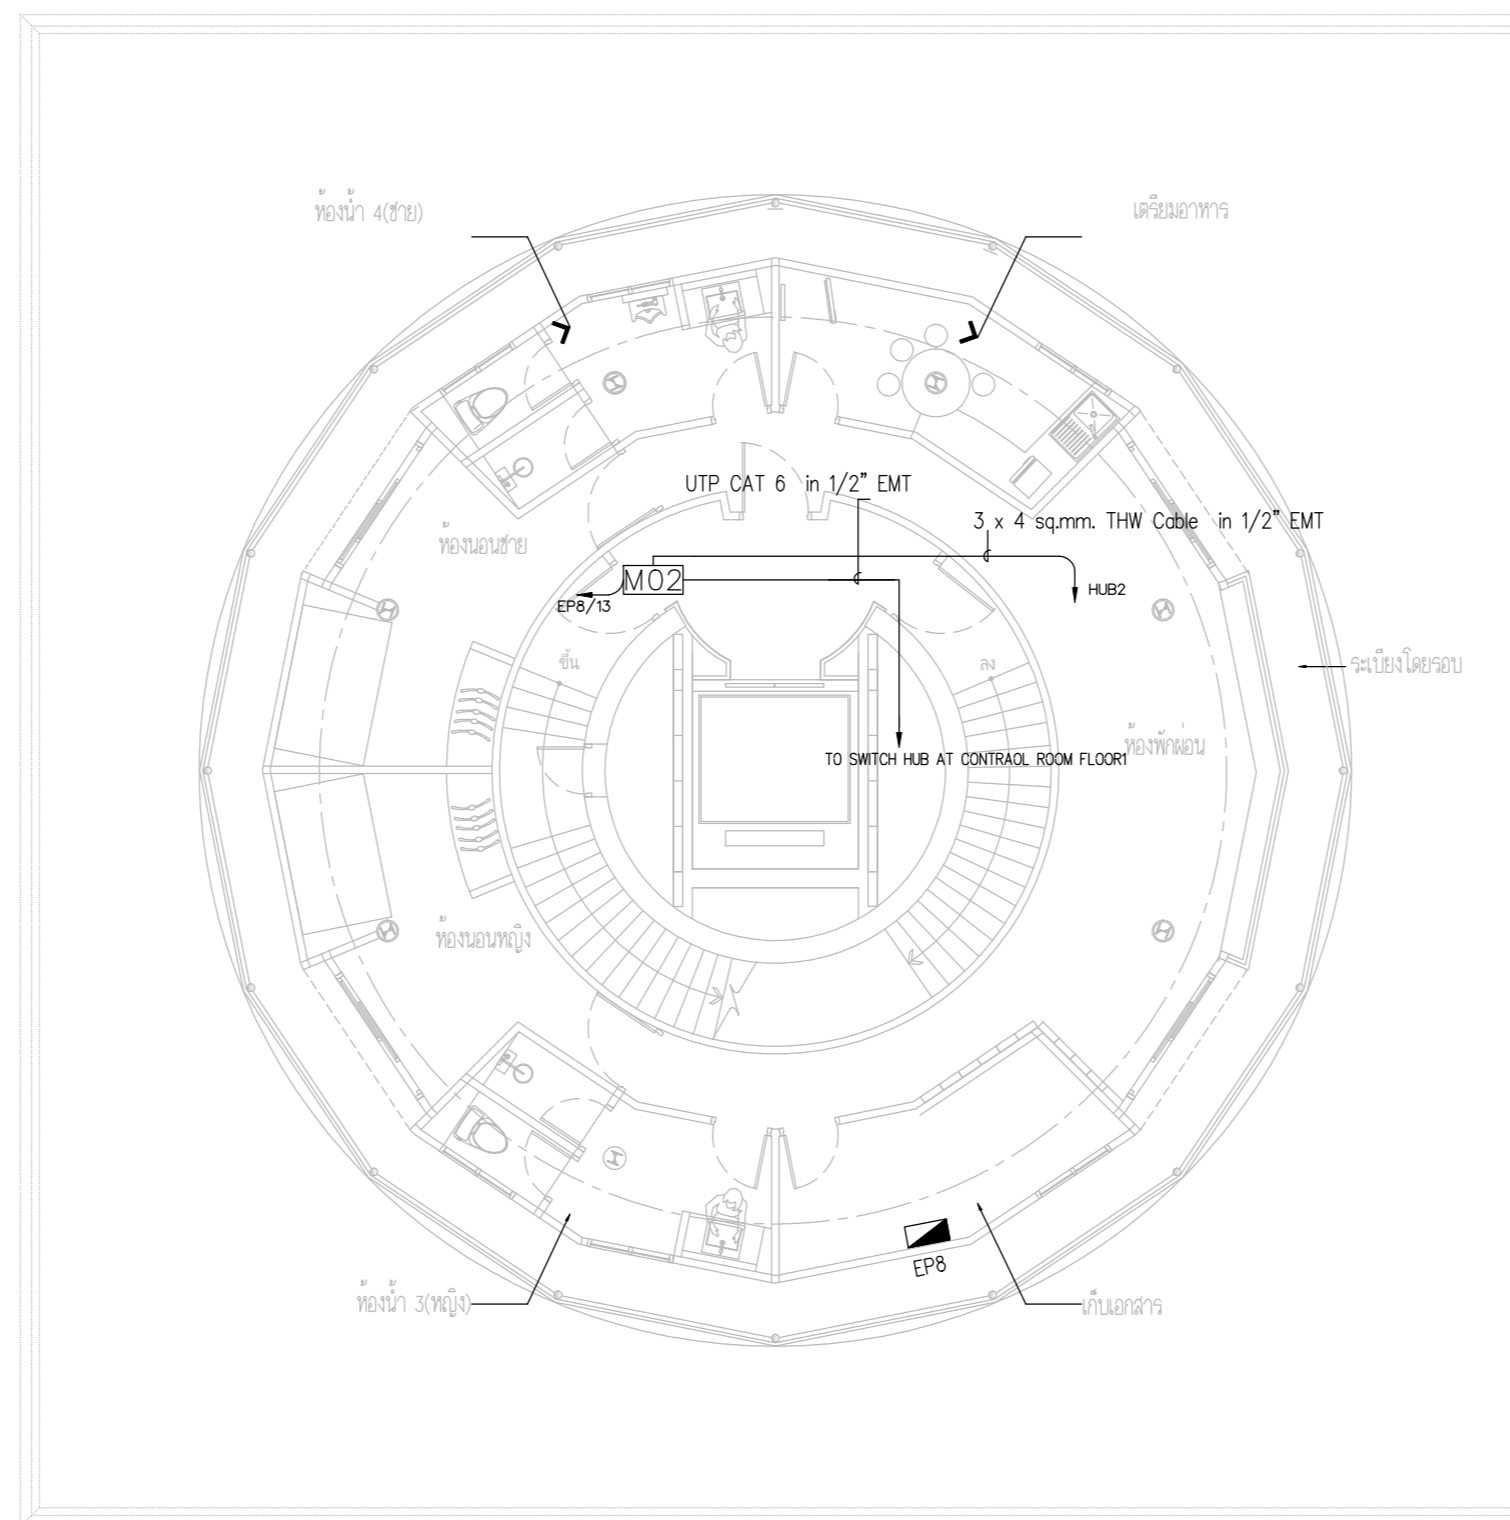 ห้องน้ำ 4(ชาย)
เตรียมอาหาร
UTP CAT 6 in 1/2" EMT
3 x 4 sq.mm. THW Cable in 1/2" EMT
ห้องนอนชาย
M02
HUB2
EP8/13
ขึ้น
ลง
ระเบียงโดยรอบ
ห้องพักผ่อน
TO SWITCH HUB AT CONTRAOL ROOM FLOOR1
ห้องนอนหญิง
EP8
ห้องน้ำ 3(หญิง)
เก็บเอกสาร